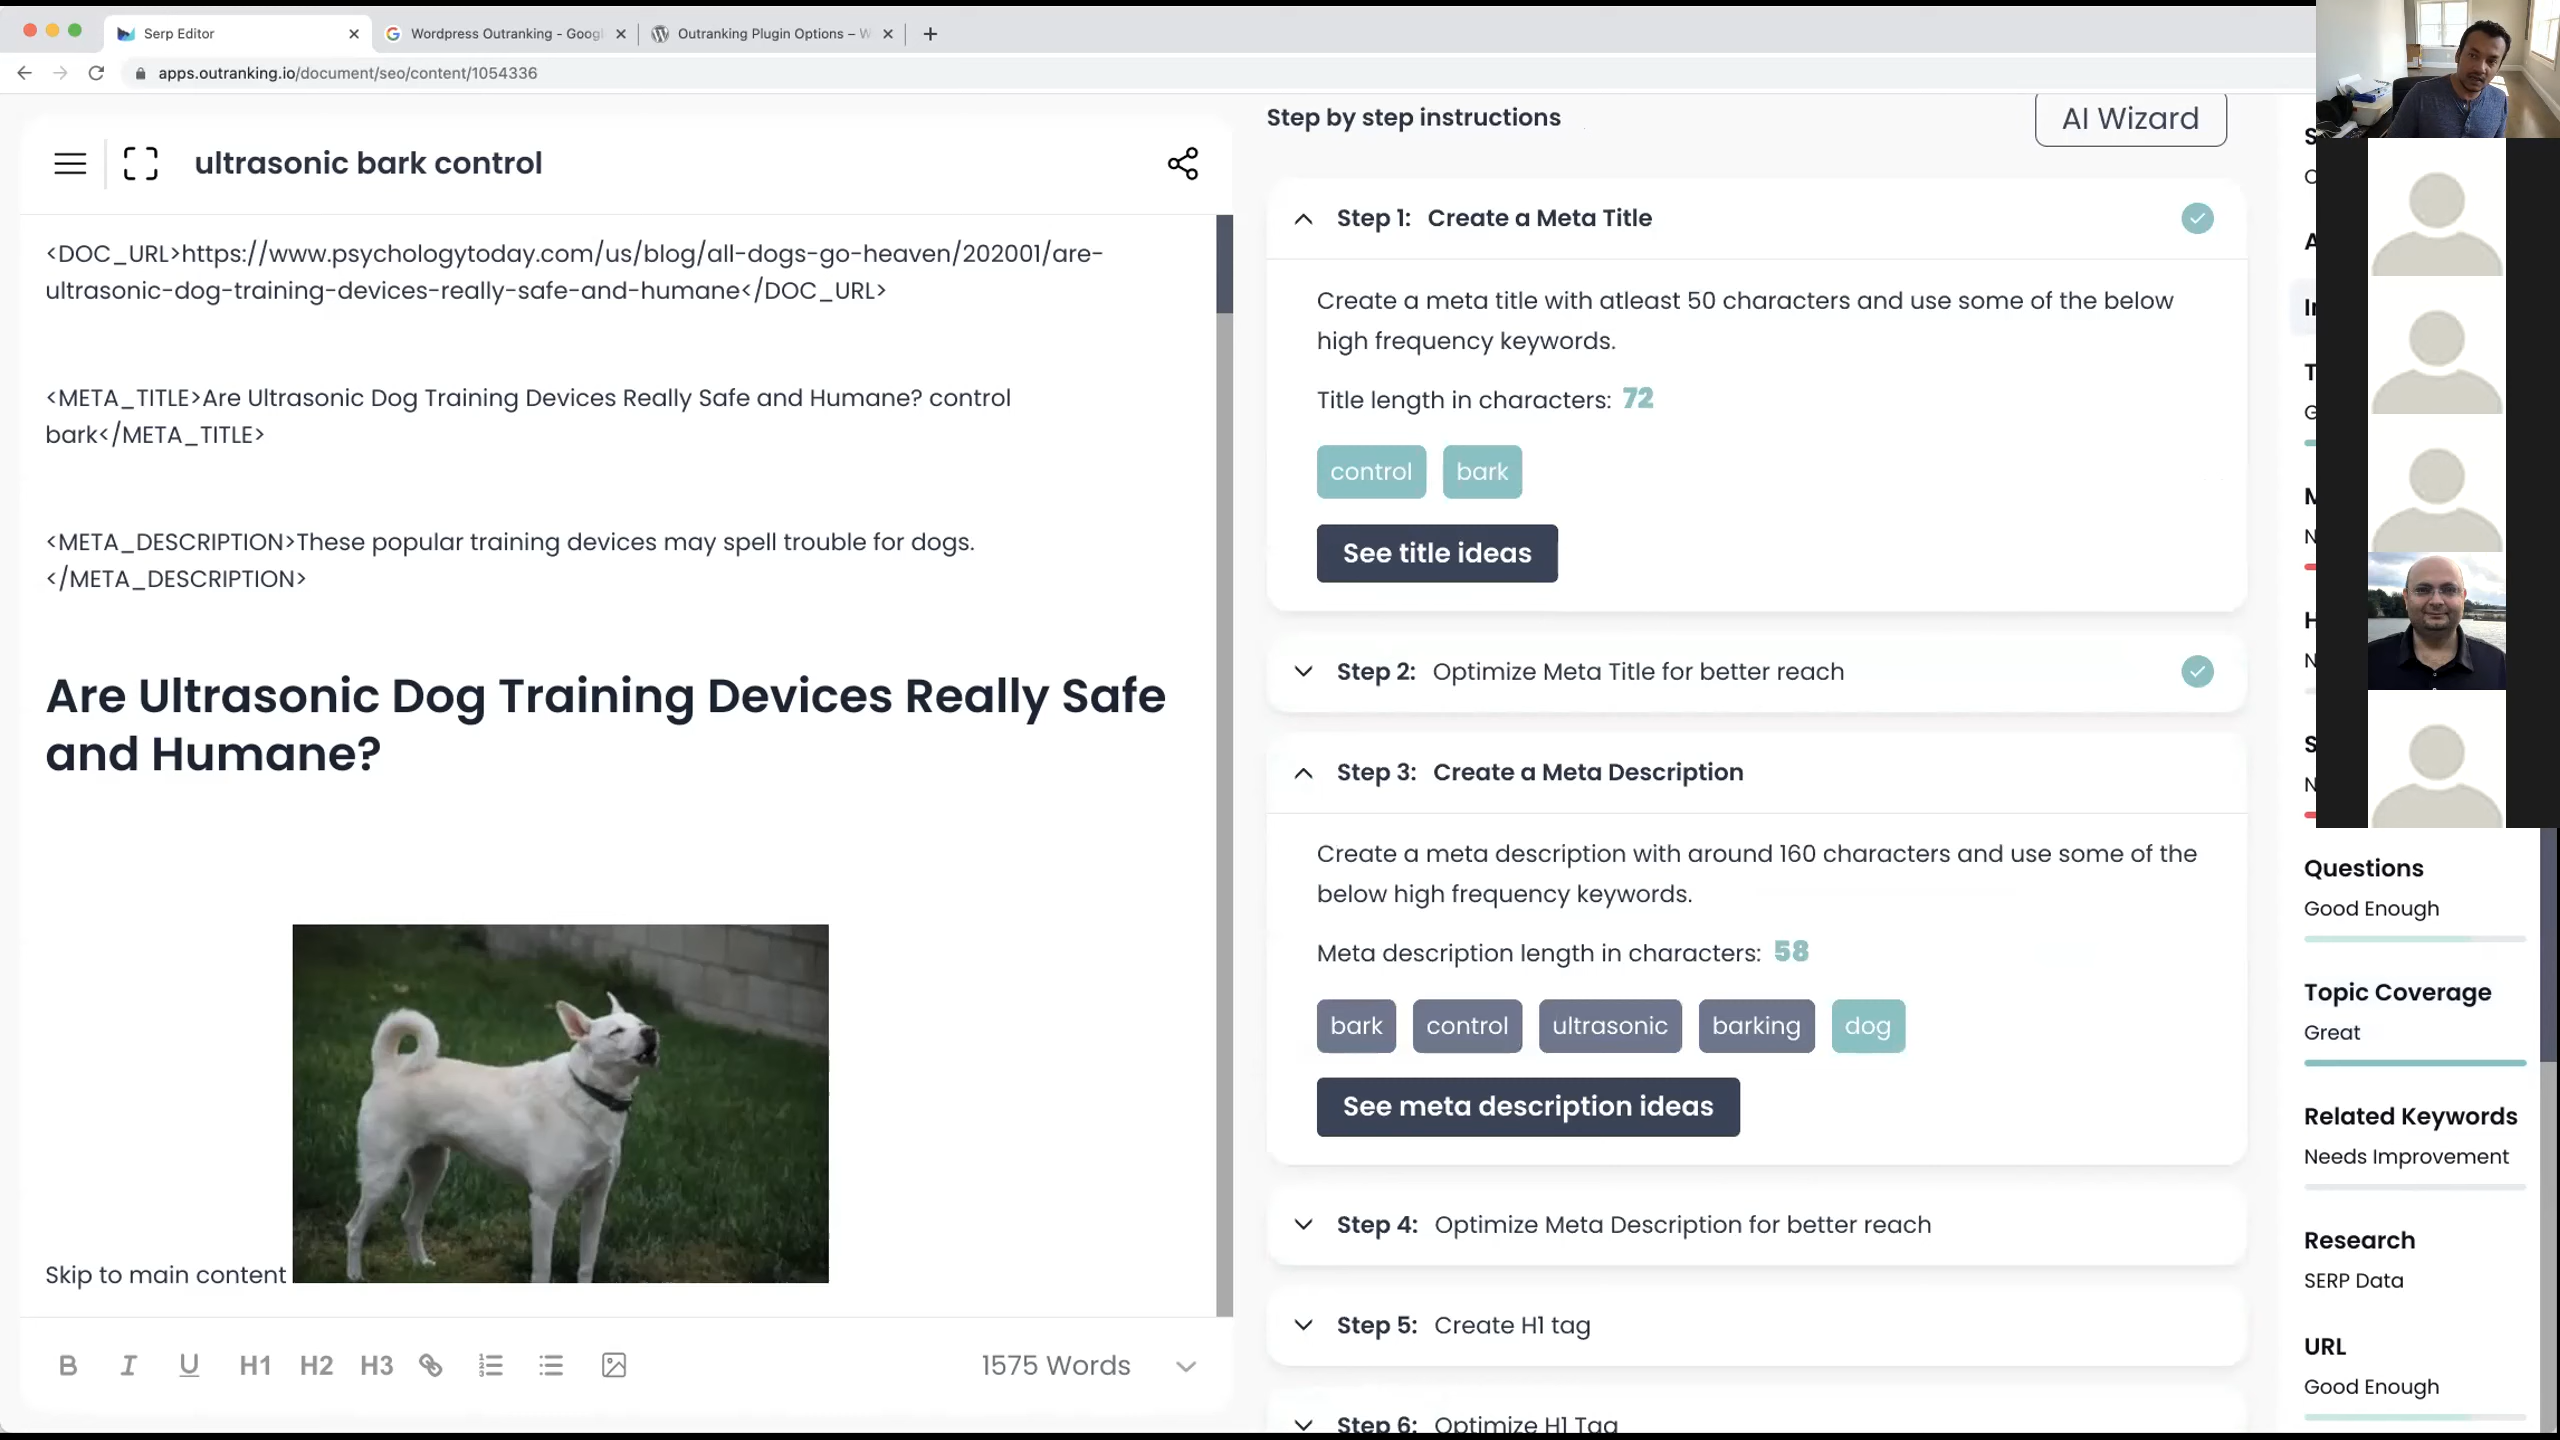 Serp Editor
Wordpress Outranking - Googl
Outranking Plugin Options – W
apps.outranking.io/document/seo/content/1054336
ultrasonic bark control
<DOC_URL>https://www.psychologytoday.com/us/blog/all-dogs-go-heaven/202001/are-
ultrasonic-dog-training-devices-really-safe-and-humane</DOC_URL>
<META_TITLE>Are Ultrasonic Dog Training Devices Really Safe and Humane? control
bark</META_TITLE>
<META_DESCRIPTION>These popular training devices may spell trouble for dogs.
</META_DESCRIPTION>
Are Ultrasonic Dog Training Devices Really Safe
and Humane?
Skip to main content
B I U H1 H2 H3
1575 Words
Step by step instructions
AI Wizard
Step 1: Create a Meta Title
Create a meta title with atleast 50 characters and use some of the below
high frequency keywords.
Title length in characters: 72
control bark
See title ideas
Step 2: Optimize Meta Title for better reach
Step 3: Create a Meta Description
Create a meta description with around 160 characters and use some of the
below high frequency keywords.
Meta description length in characters: 58
bark control ultrasonic barking dog
See meta description ideas
Step 4: Optimize Meta Description for better reach
Step 5: Create H1 tag
Step 6: Optimize H1 Tag
Questions
Good Enough
Topic Coverage
Great
Related Keywords
Needs Improvement
Research
SERP Data
URL
Good Enough